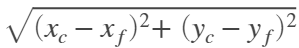 √(x_c − x_f)²+ (y_c − y_f)²